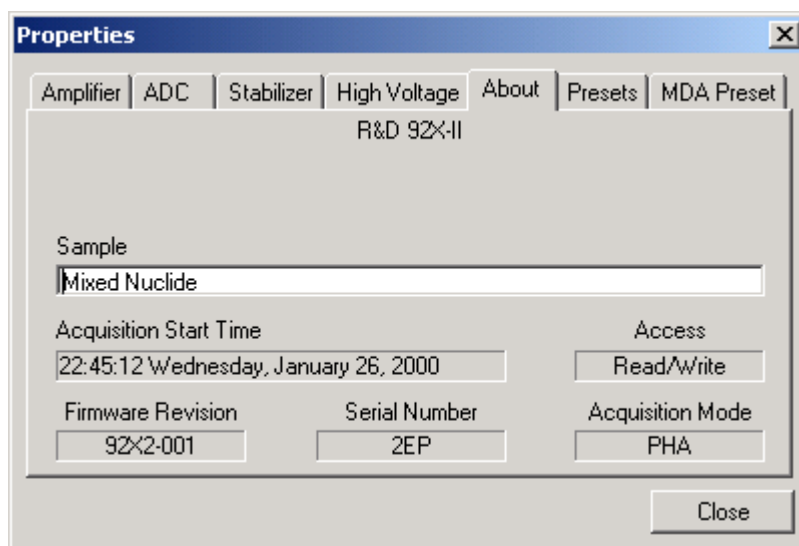 Properties
Amplifier ADC Stabilizer High Voltage About Presets MDA Preset
R&D 92X-II
Sample
Mixed Nuclide
Acquisition Start Time Access
22:45:12 Wednesday, January 26, 2000 Read/Write
Firmware Revision Serial Number Acquisition Mode
92X2-001 2EP PHA
Close